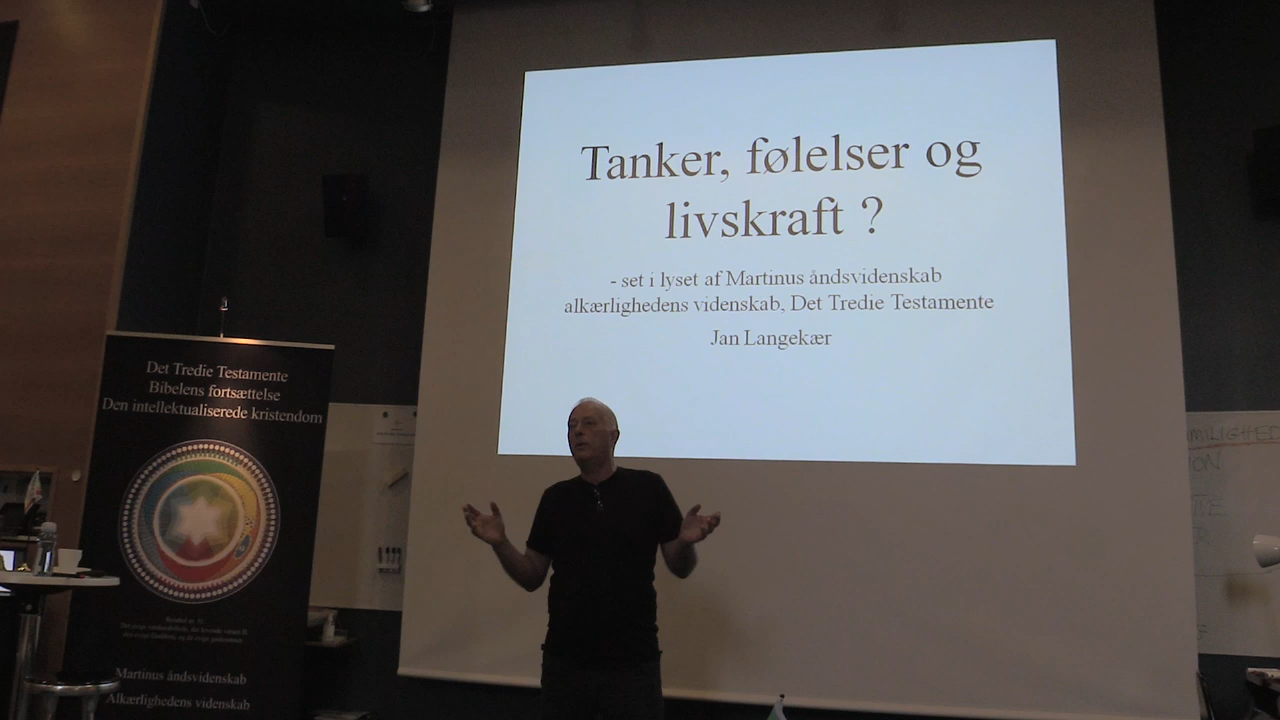 Tanker, følelser og
livskraft ?
- set i lyset af Martinus åndsvidenskab
alkærlighedens videnskab, Det Tredie Testamente
Jan Langekær
Det Tredie Testamente
Bibelens fortsættelse
Den intellektualiserede kristendom
Martinus åndsvidenskab
Alkærlighedens videnskab